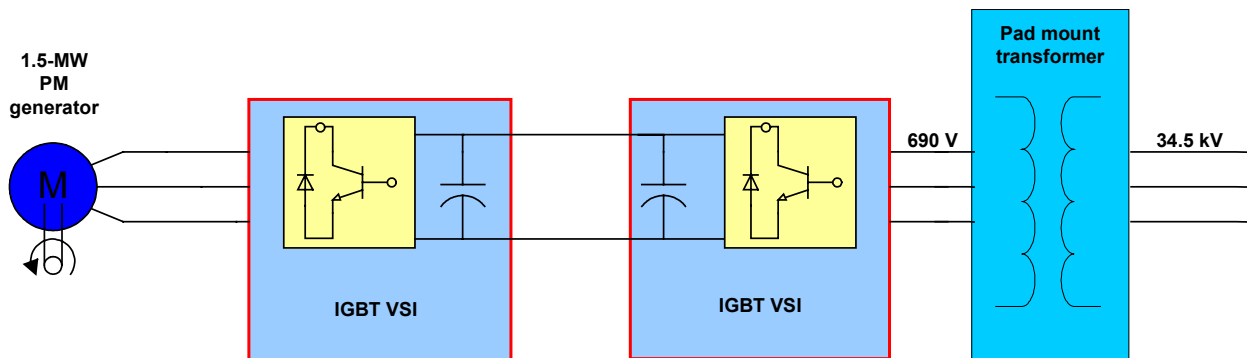 1.5-MW
PM
generator
M
IGBT VSI
IGBT VSI
690 V
Pad mount
transformer
34.5 kV